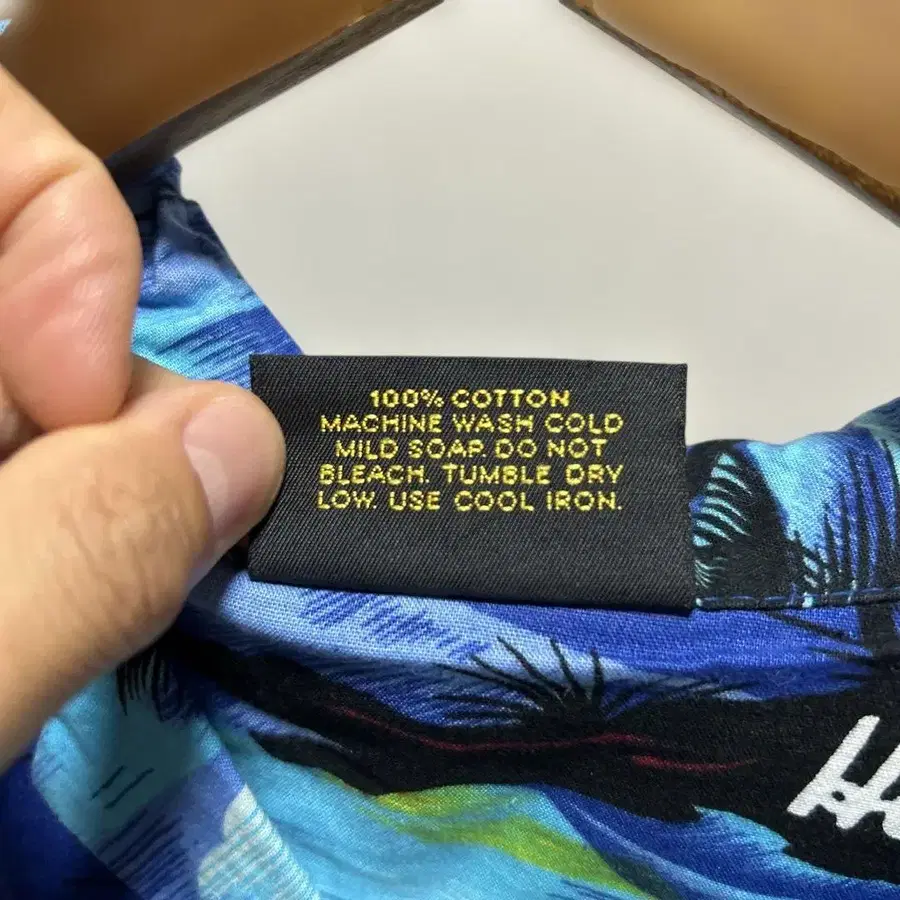 100% COTTON
MACHINE WASH COLD
MILD SOAP. DO NOT
BLEACH. TUMBLE DRY
LOW. USE COOL IRON.